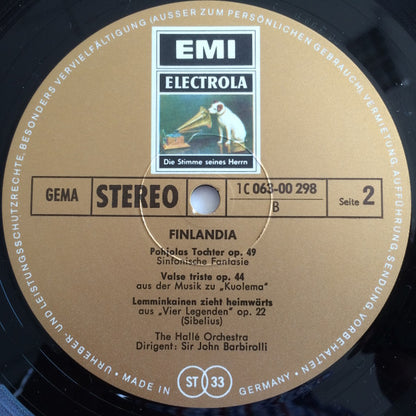 EMI
ELECTROLA
Die Stimme seines Herrn
GEMA
STEREO
1C 063-00 298
B
Seite 2
FINLANDIA
Pohjolas Tochter op. 49
Sinfonische Fantasie
Valse triste op. 44
aus der Musik zu „Kuolema“
Lemminkainen zieht heimwärts
aus „Vier Legenden“ op. 22
(Sibelius)
The Hallé Orchestra
Dirigent: Sir John Barbirolli
MADE IN
ST 33
GERMANY
URHEBER- UND LEISTUNGSSCHUTZRECHTE, BESONDERS VERVIELFÄLTIGUNG (AUSSER ZUM PERSÖNLICHEN GEBRAUCH) VERMIETUNG, AUFFÜHRUNG, SENDUNG VORBEHALTEN